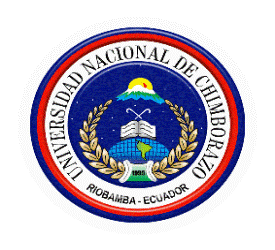 UNIVERSIDAD NACIONAL DE CHIMBORAZO
1995
RIOBAMBA - ECUADOR